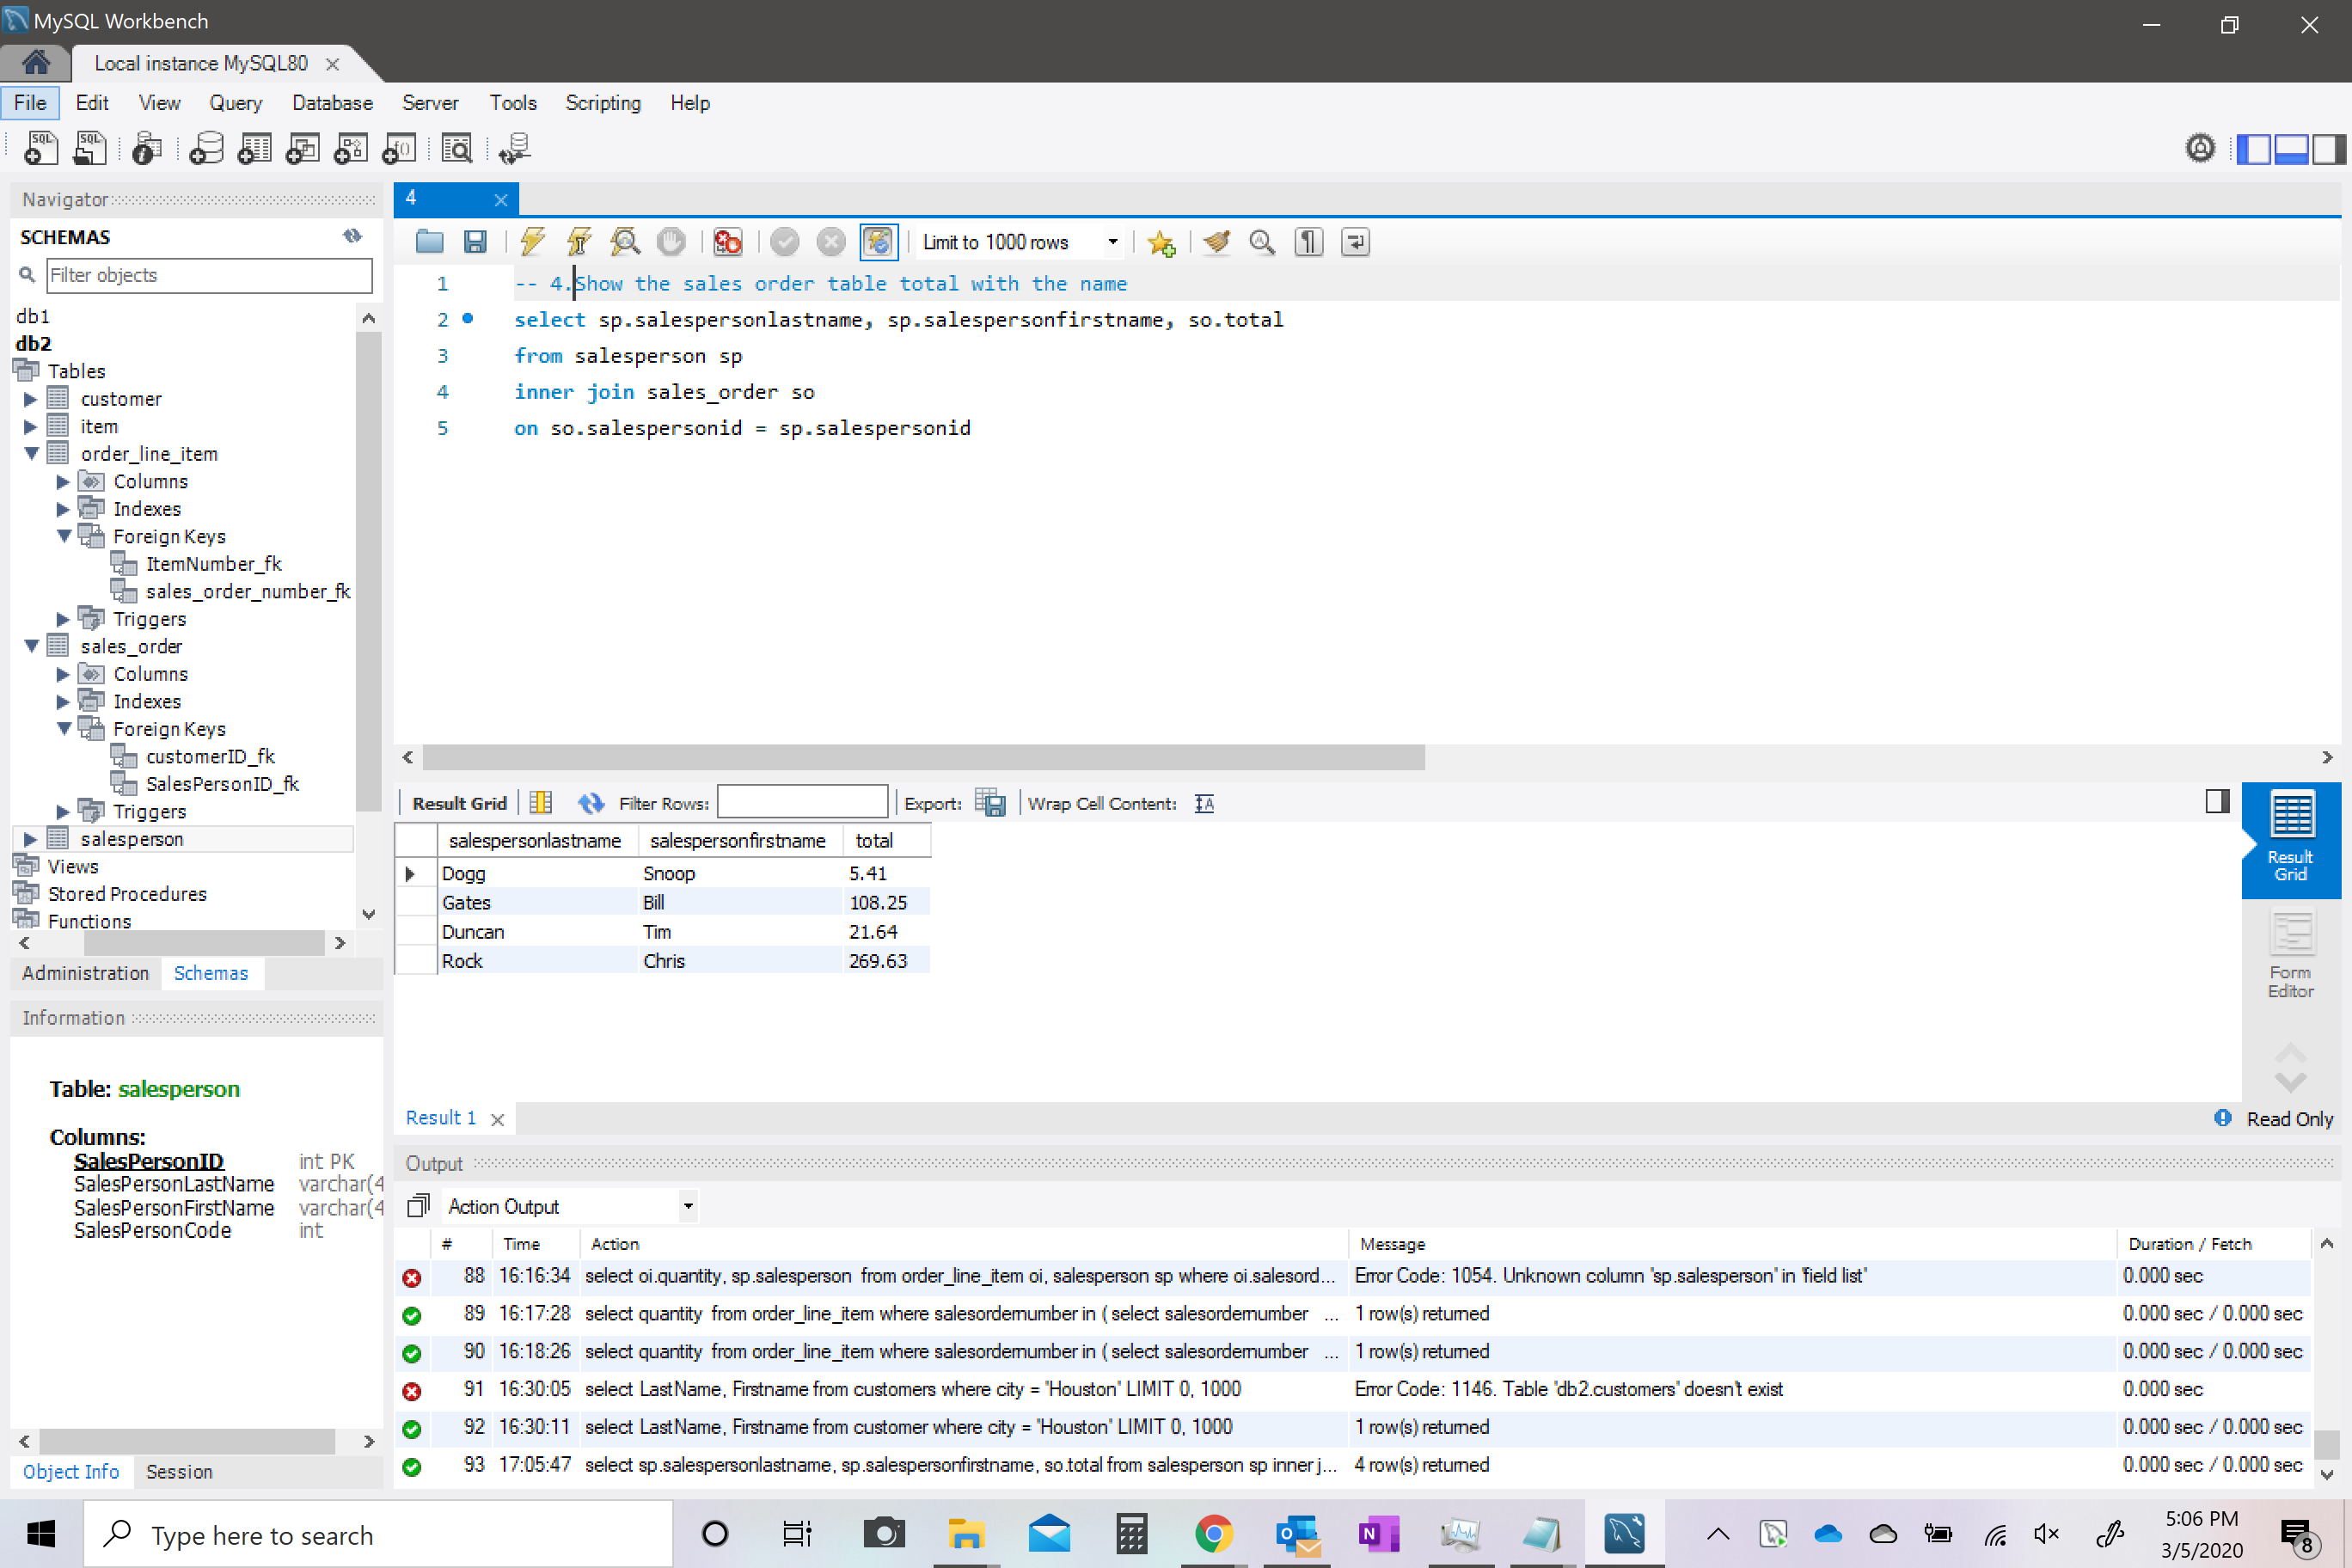 MySQL Workbench
Local instance MySQL80
File Edit View Query Database Server Tools Scripting Help
Navigator
SCHEMAS
Filter objects
db1
db2
Tables
customer
item
order_line_item
Columns
Indexes
Foreign Keys
ItemNumber_fk
sales_order_number_fk
Triggers
sales_order
Columns
Indexes
Foreign Keys
customerID_fk
SalesPersonID_fk
Triggers
salesperson
Views
Stored Procedures
Functions
Administration Schemas
Information
Table: salesperson
Columns:
SalesPersonID int PK
SalesPersonLastName varchar(4
SalesPersonFirstName varchar(4
SalesPersonCode int
Object Info Session
4
Limit to 1000 rows
1 -- 4.Show the sales order table total with the name
2 select sp.salespersonlastname, sp.salespersonfirstname, so.total
3 from salesperson sp
4 inner join sales_order so
5 on so.salespersonid = sp.salespersonid
Result Grid Filter Rows: Export: Wrap Cell Content:
salespersonlastname salespersonfirstname total
Dogg Snoop 5.41
Gates Bill 108.25
Duncan Tim 21.64
Rock Chris 269.63
Result Grid
Form Editor
Result 1
Read Only
Output
Action Output
# Time Action Message Duration / Fetch
88 16:16:34 select oi.quantity, sp.salesperson from order_line_item oi, salesperson sp where oi.salesord... Error Code: 1054. Unknown column 'sp.salesperson' in 'field list' 0.000 sec
89 16:17:28 select quantity from order_line_item where salesordernumber in ( select salesordernumber ... 1 row(s) returned 0.000 sec / 0.000 sec
90 16:18:26 select quantity from order_line_item where salesordernumber in ( select salesordernumber ... 1 row(s) returned 0.000 sec / 0.000 sec
91 16:30:05 select LastName, Firstname from customers where city = 'Houston' LIMIT 0, 1000 Error Code: 1146. Table 'db2.customers' doesn't exist 0.000 sec
92 16:30:11 select LastName, Firstname from customer where city = 'Houston' LIMIT 0, 1000 1 row(s) returned 0.000 sec / 0.000 sec
93 17:05:47 select sp.salespersonlastname, sp.salespersonfirstname, so.total from salesperson sp inner j... 4 row(s) returned 0.000 sec / 0.000 sec
Type here to search
5:06 PM
3/5/2020
8